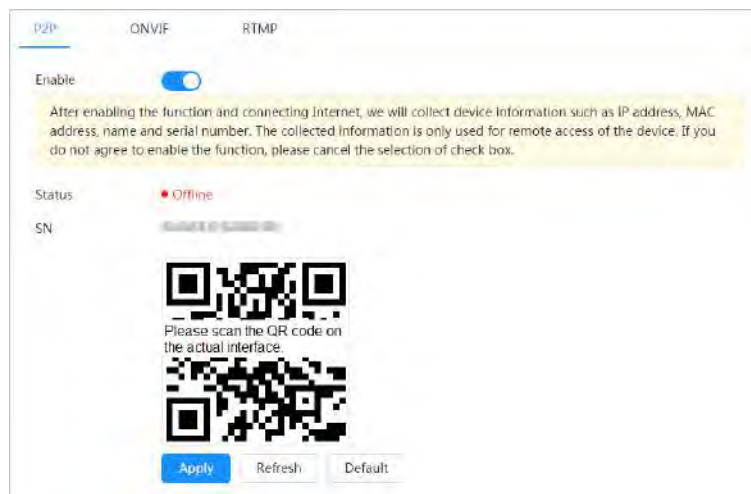 P2P ONVIF RTMP
Enable
After enabling the function and connecting Internet, we will collect device information such as IP address, MAC
address, name and serial number. The collected information is only used for remote access of the device. If you
do not agree to enable the function, please cancel the selection of check box.
Status Offline
SN
Please scan the QR code on
the actual interface.
Apply Refresh Default